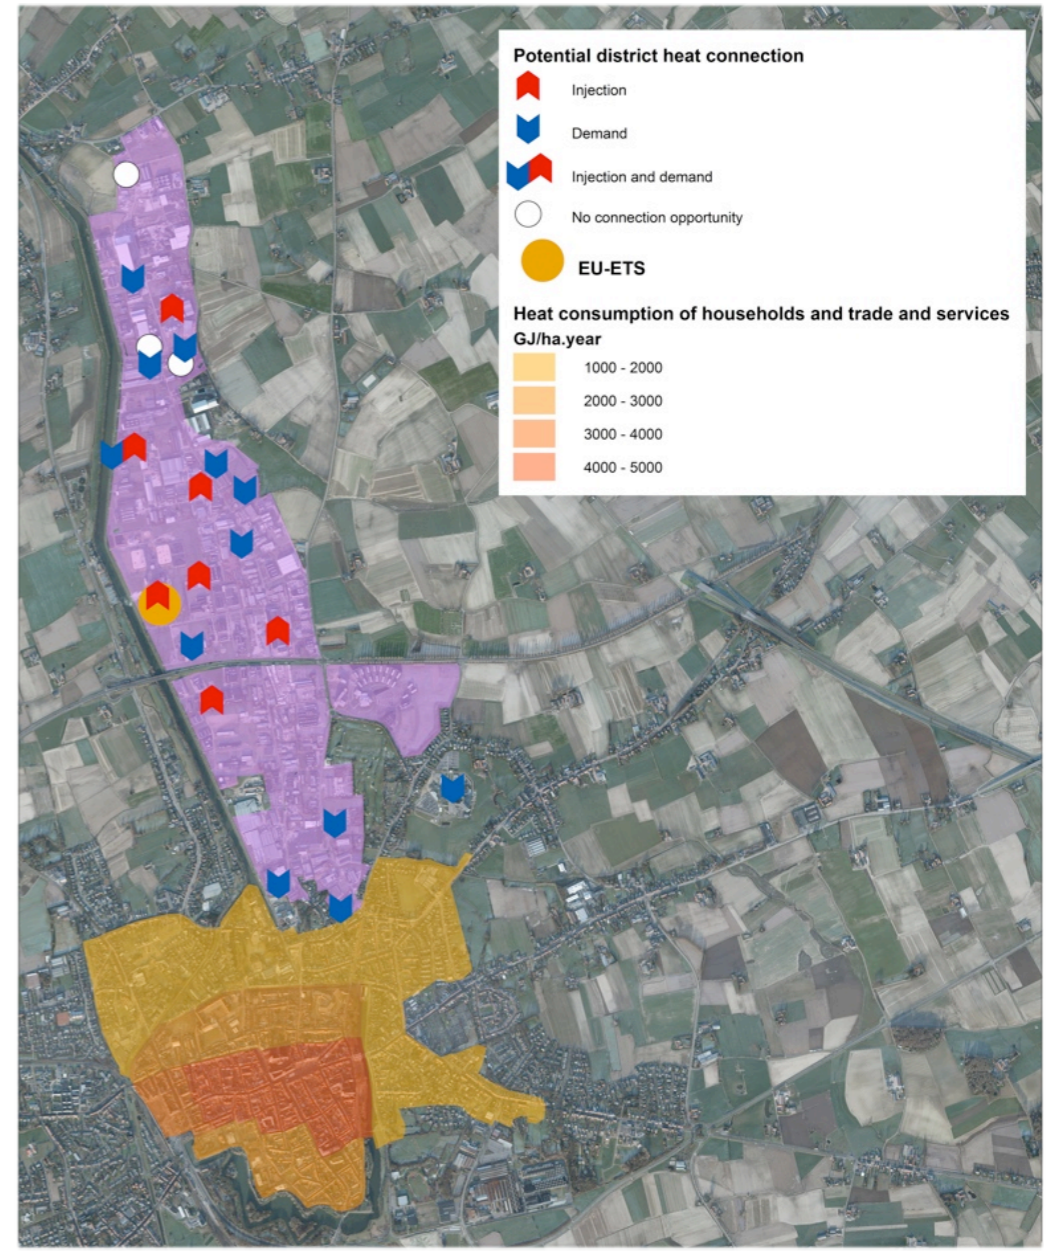 Potential district heat connection
Injection
Demand
Injection and demand
No connection opportunity
EU-ETS
Heat consumption of households and trade and services
GJ/ha.year
1000 - 2000
2000 - 3000
3000 - 4000
4000 - 5000